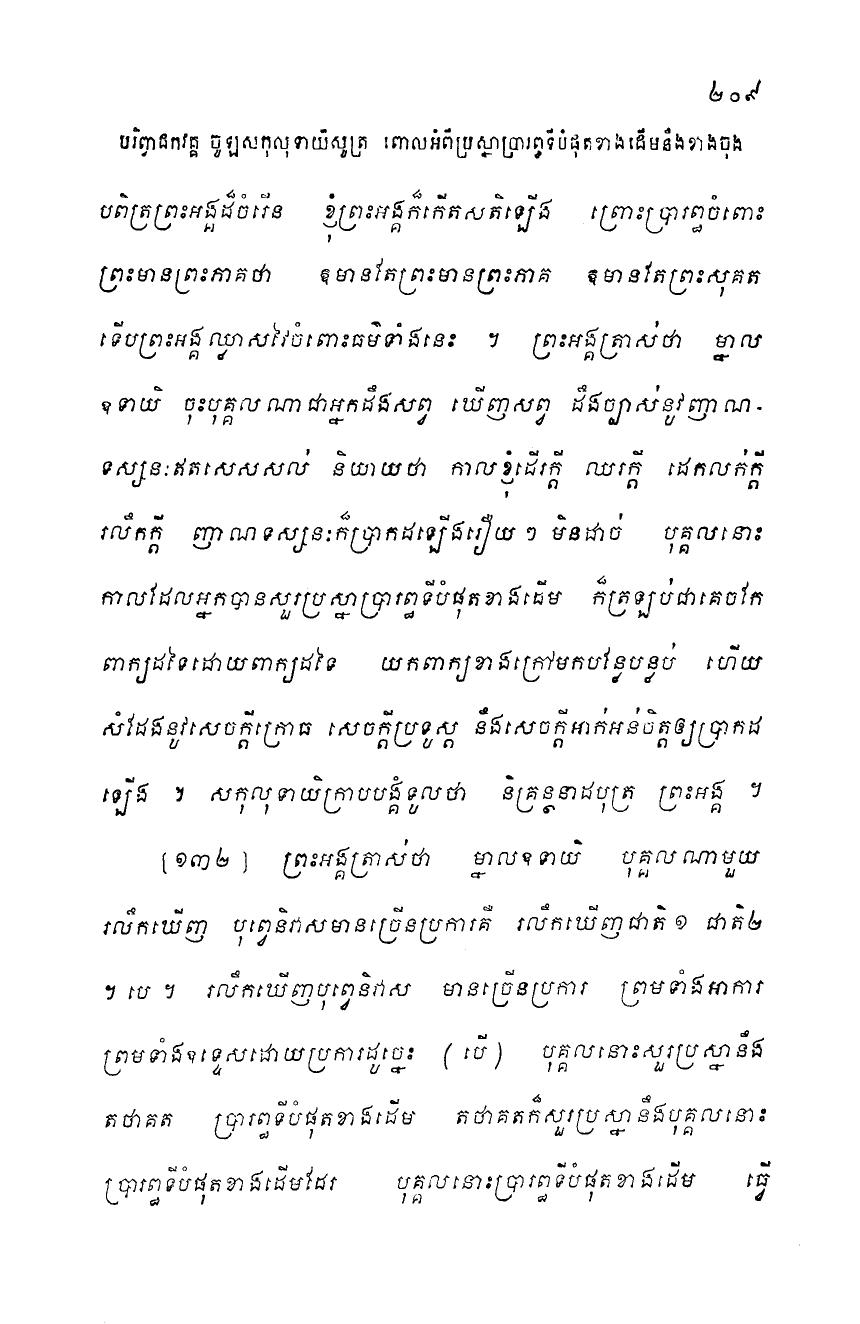 ២០៩
បរិព្វាជកវគ្គ ចូឡសកុលុទាយិសូត្រ ពោលអំពីប្រស្នាប្រារព្ធទីបំផុតខាងដើមនឹងខាងចុង
បពិត្រព្រះអង្គដ៏ចំរើន ខ្ញុំព្រះអង្គក៏កើតសតិឡើង ព្រោះប្រារព្ធចំពោះ
ព្រះមានព្រះភាគថា ឧមានតែព្រះមានព្រះភាគ ឧមានតែព្រះសុគត
ទើបព្រះអង្គឈ្លាសវៃចំពោះធម៌ទាំងនេះ ។ ព្រះអង្គត្រាស់ថា ម្នាល
ឧទាយិ ចុះបុគ្គលណាជាអ្នកដឹងសព្វ ឃើញសព្វ ដឹងច្បាស់នូវញាណ-
ទស្សនៈឥតសេសសល់ និយាយថា កាលខ្ញុំដើរក្តី ឈរក្តី ដេកលក់ក្តី
រលឹកក្តី ញាណទស្សនៈក៏ប្រាកដឡើងរឿយ ៗ មិនដាច់ បុគ្គលនោះ
កាលដែលអ្នកបានសួរប្រស្នាប្រារព្ធទីបំផុតខាងដើម ក៏ត្រឡប់ជាគេចកែ
ពាក្យដទៃដោយពាក្យដទៃ យកពាក្យខាងក្រៅមកបន្ថែមបន្ទប់ ហើយ
សំដែងនូវសេចក្តីក្រោធ សេចក្តីប្រទូស្ត នឹងសេចក្តីអាក់អន់ចិត្តឲ្យប្រាកដ
ឡើង ។ សកុលុទាយិក្រាបបង្គំទូលថា និគ្រន្ថនាដបុត្រ ព្រះអង្គ ។
[១៣២] ព្រះអង្គត្រាស់ថា ម្នាលឧទាយិ បុគ្គលណាមួយ
រលឹកឃើញ បុព្វេនិវាសមានច្រើនប្រការគឺ រលឹកឃើញជាតិ ១ ជាតិ២
។ បេ ។ រលឹកឃើញបុព្វេនិវាស មានច្រើនប្រការ ព្រមទាំងអាការ
ព្រមទាំងឧទ្ទេសដោយប្រការដូច្នេះ (បើ) បុគ្គលនោះសួរប្រស្នានឹង
តថាគត ប្រារព្ធទីបំផុតខាងដើម តថាគតក៏សួរប្រស្នានឹងបុគ្គលនោះ
ប្រារព្ធទីបំផុតខាងដើមដែរ បុគ្គលនោះប្រារព្ធទីបំផុតខាងដើម ធ្វើ